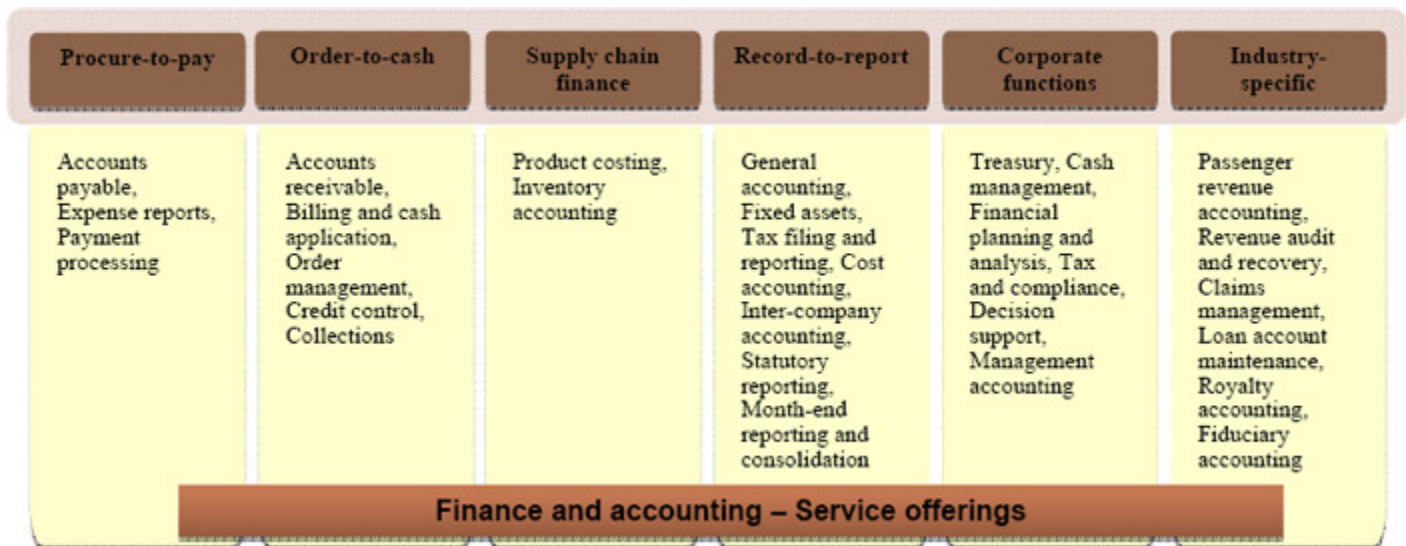 Procure-to-pay
Order-to-cash
Supply chain
finance
Record-to-report
Corporate
functions
Industry-
specific
Accounts
payable,
Expense reports,
Payment
processing
Accounts
receivable,
Billing and cash
application,
Order
management,
Credit control,
Collections
Product costing,
Inventory
accounting
General
accounting,
Fixed assets,
Tax filing and
reporting, Cost
accounting,
Inter-company
accounting,
Statutory
reporting,
Month-end
reporting and
consolidation
Treasury, Cash
management,
Financial
planning and
analysis, Tax
and compliance,
Decision
support,
Management
accounting
Passenger
revenue
accounting,
Revenue audit
and recovery,
Claims
management,
Loan account
maintenance,
Royalty
accounting,
Fiduciary
accounting
Finance and accounting – Service offerings